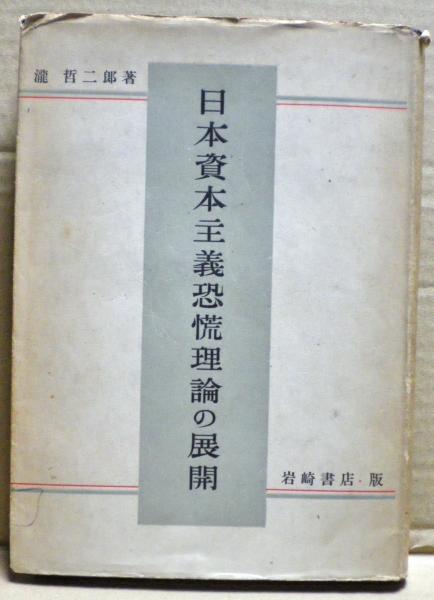 瀧 哲二郎著
日本資本主義恐慌理論の展開
岩崎書店・版